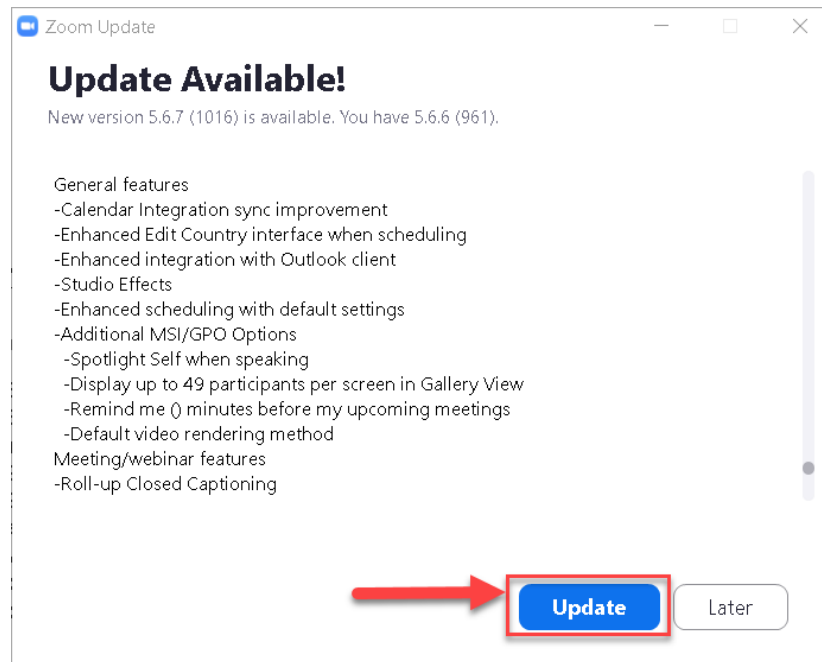 Zoom Update
Update Available!
New version 5.6.7 (1016) is available. You have 5.6.6 (961).
General features
-Calendar Integration sync improvement
-Enhanced Edit Country interface when scheduling
-Enhanced integration with Outlook client
-Studio Effects
-Enhanced scheduling with default settings
-Additional MSI/GPO Options
-Spotlight Self when speaking
-Display up to 49 participants per screen in Gallery View
-Remind me () minutes before my upcoming meetings
-Default video rendering method
Meeting/webinar features
-Roll-up Closed Captioning
Update
Later